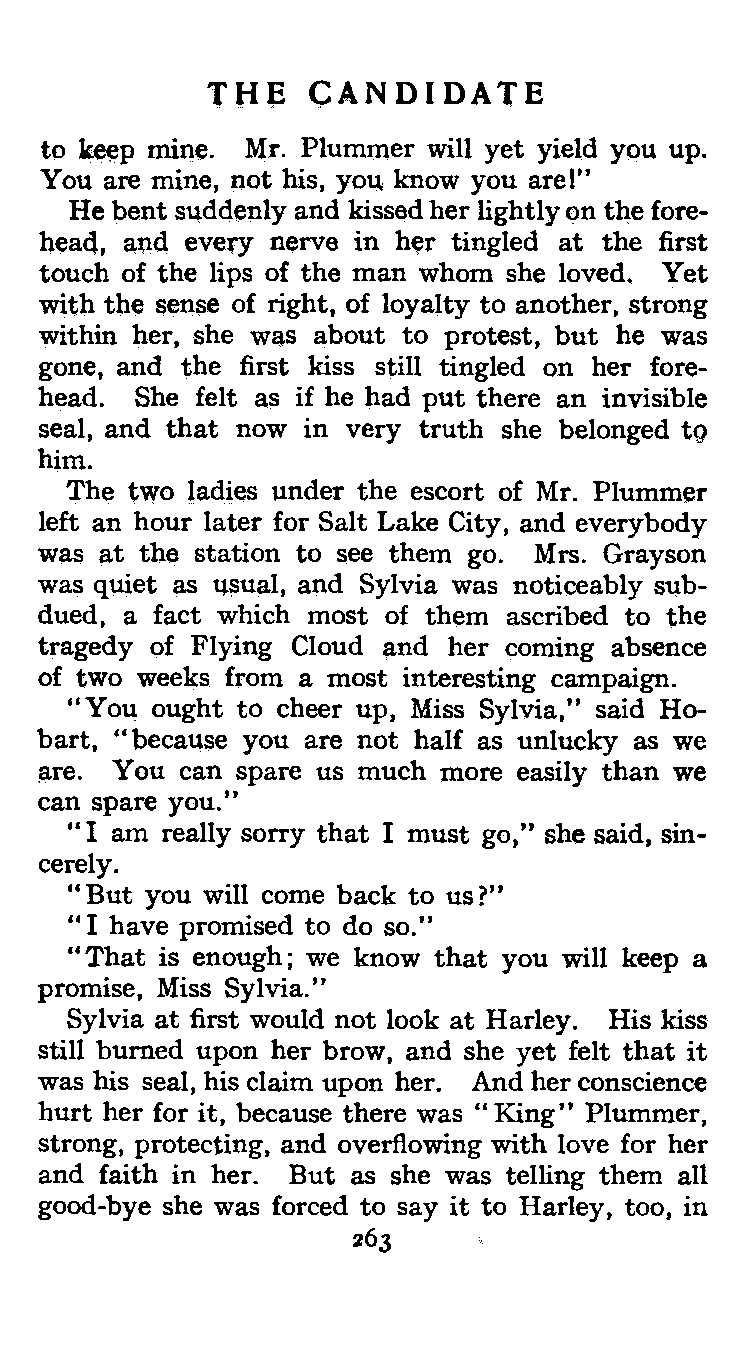 THE CANDIDATE
to keep mine. Mr. Plummer will yet yield you up.
You are mine, not his, you know you are!"
He bent suddenly and kissed her lightly on the fore-
head, and every nerve in her tingled at the first
touch of the lips of the man whom she loved. Yet
with the sense of right, of loyalty to another, strong
within her, she was about to protest, but he was
gone, and the first kiss still tingled on her fore-
head. She felt as if he had put there an invisible
seal, and that now in very truth she belonged to
him.
The two ladies under the escort of Mr. Plummer
left an hour later for Salt Lake City, and everybody
was at the station to see them go. Mrs. Grayson
was quiet as usual, and Sylvia was noticeably sub-
dued, a fact which most of them ascribed to the
tragedy of Flying Cloud and her coming absence
of two weeks from a most interesting campaign.
"You ought to cheer up, Miss Sylvia," said Ho-
bart, "because you are not half as unlucky as we
are. You can spare us much more easily than we
can spare you."
"I am really sorry that I must go," she said, sin-
cerely.
"But you will come back to us?"
"I have promised to do so."
"That is enough; we know that you will keep a
promise, Miss Sylvia."
Sylvia at first would not look at Harley. His kiss
still burned upon her brow, and she yet felt that it
was his seal, his claim upon her. And her conscience
hurt her for it, because there was "King" Plummer,
strong, protecting, and overflowing with love for her
and faith in her. But as she was telling them all
good-bye she was forced to say it to Harley, too, in
263